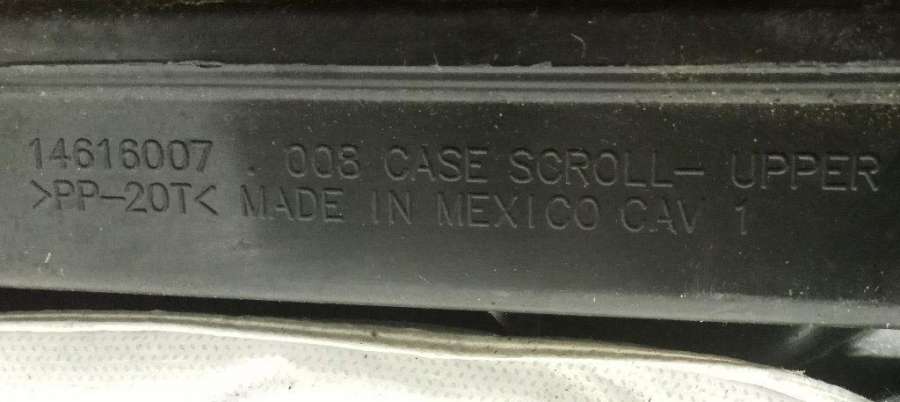 14616007 . 008 CASE SCROLL- UPPER
>PP-20T< MADE IN MEXICO CAV 1